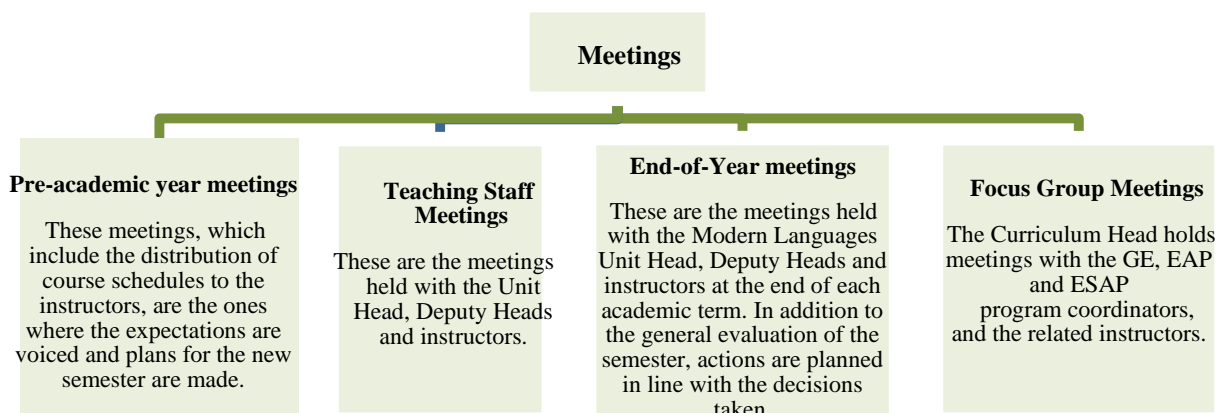 Meetings
Pre-academic year meetings
These meetings, which
include the distribution of
course schedules to the
instructors, are the ones
where the expectations are
voiced and plans for the new
semester are made.
Teaching Staff
Meetings
These are the meetings
held with the Unit
Head, Deputy Heads
and instructors.
End-of-Year meetings
These are the meetings held
with the Modern Languages
Unit Head, Deputy Heads and
instructors at the end of each
academic term. In addition to
the general evaluation of the
semester, actions are planned
in line with the decisions
taken
Focus Group Meetings
The Curriculum Head holds
meetings with the GE, EAP
and ESAP
program coordinators,
and the related instructors.